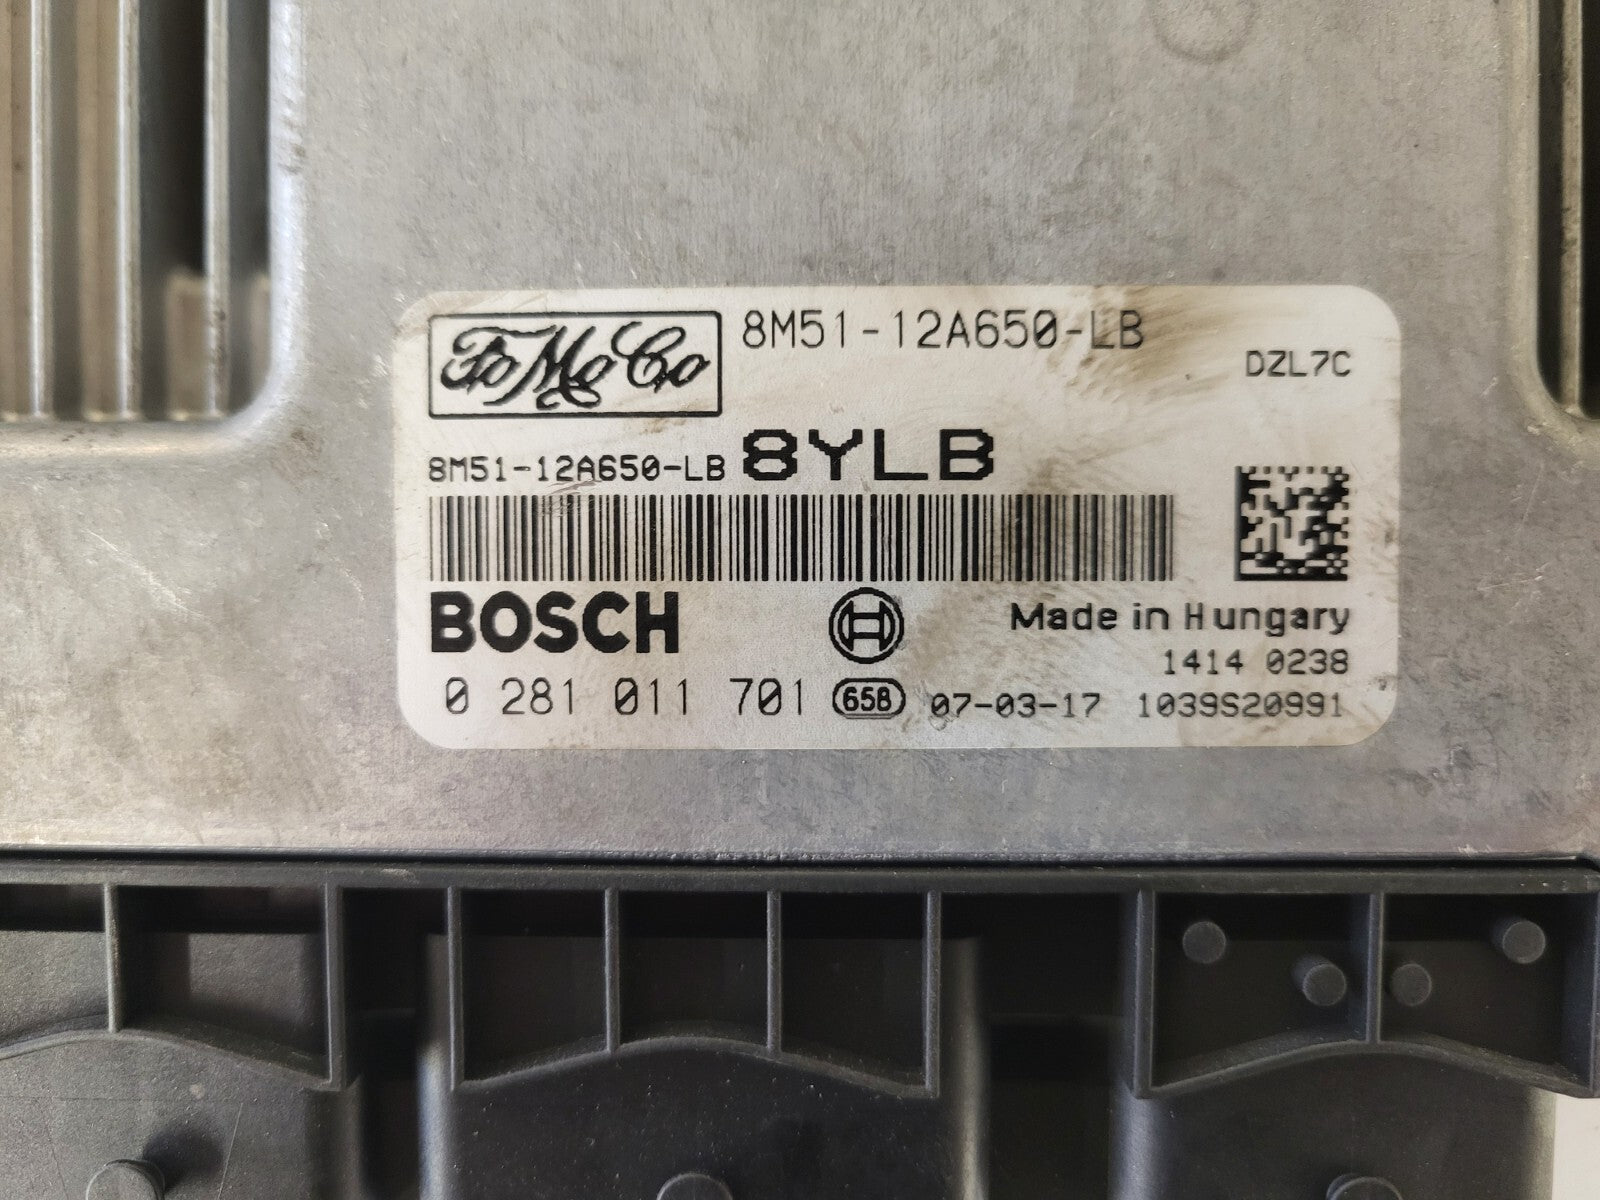 FoMoCo 8M51-12A650-LB
DZL7C
8M51-12A650-LB 8YLB
BOSCH
Made in Hungary
1414 0238
0 281 011 701 658 07-03-17 1039S20991